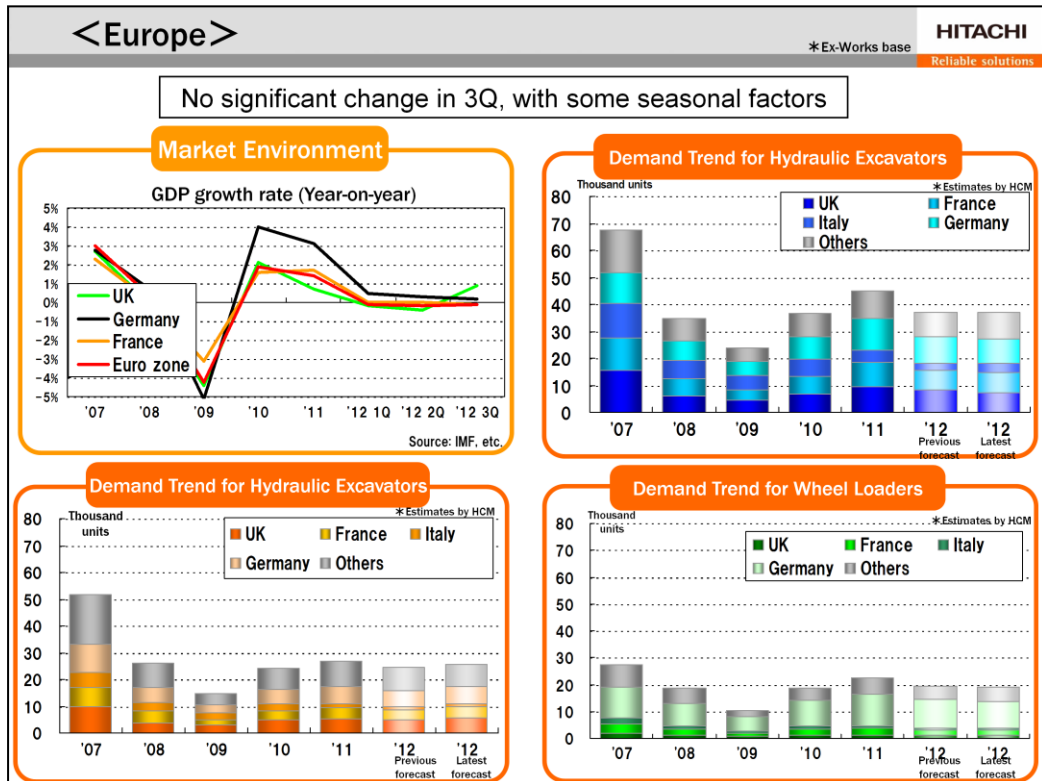 <Europe>
*Ex-Works base
HITACHI
Reliable solutions
No significant change in 3Q, with some seasonal factors
Market Environment
GDP growth rate (Year-on-year)
5%
4%
3%
2%
1%
0%
-1%
-2%
-3%
-4%
-5%
UK
Germany
France
Euro zone
'07 '08 '09 '10 '11 '12 1Q '12 2Q '12 3Q
Source: IMF, etc.
Demand Trend for Hydraulic Excavators
Thousand units
*Estimates by HCM
UK France
Italy Germany
Others
80
70
60
50
40
30
20
10
0
'07 '08 '09 '10 '11 '12 '12
Previous forecast Latest forecast
Demand Trend for Hydraulic Excavators
Thousand units
*Estimates by HCM
UK France Italy
Germany Others
80
70
60
50
40
30
20
10
0
'07 '08 '09 '10 '11 '12 '12
Previous forecast Latest forecast
Demand Trend for Wheel Loaders
Thousand units
*Estimates by HCM
UK France Italy
Germany Others
80
70
60
50
40
30
20
10
0
'07 '08 '09 '10 '11 '12 '12
Previous forecast Latest forecast